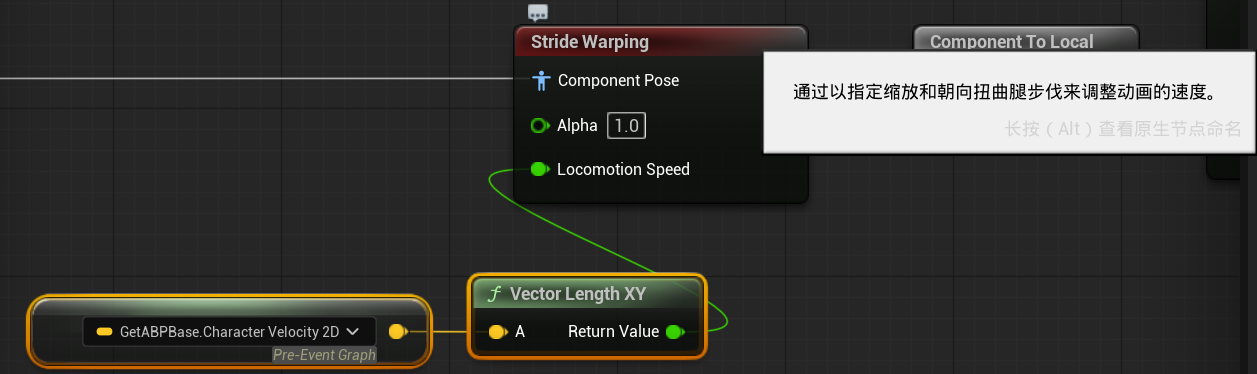 Stride Warping
Component To Local
Component Pose
通过以指定缩放和朝向扭曲腿步伐来调整动画的速度。
Alpha 1.0
长按（Alt）查看原生节点命名
Locomotion Speed
Vector Length XY
GetABPBase.Character Velocity 2D
A Return Value
Pre-Event Graph